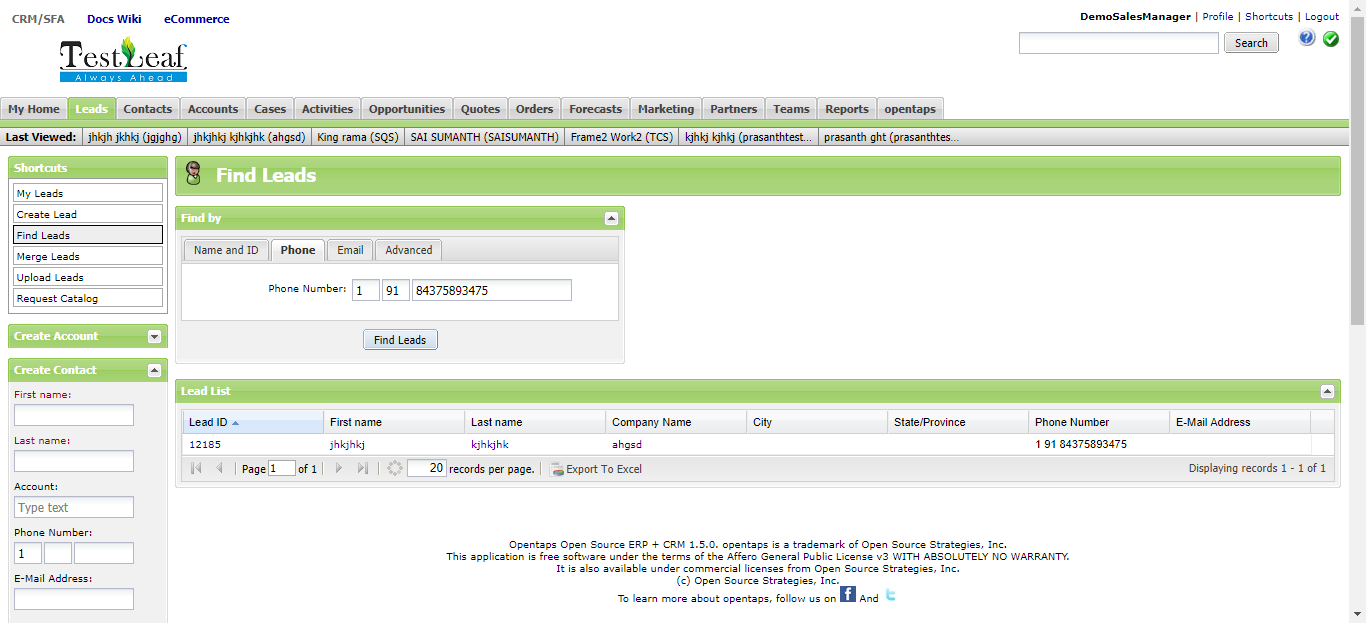 CRM/SFA Docs Wiki eCommerce
DemoSalesManager | Profile | Shortcuts | Logout
TestLeaf
Always Ahead
Search
My Home Leads Contacts Accounts Cases Activities Opportunities Quotes Orders Forecasts Marketing Partners Teams Reports opentaps
Last Viewed: jhkjh jkhkj (jgjghg) jhkjhkj kjhkjhk (ahgsd) King rama (SQS) SAI SUMANTH (SAISUMANTH) Frame2 Work2 (TCS) kjhkj kjhkj (prasanthtest... prasanth ght (prasanthtes...
Shortcuts
My Leads
Create Lead
Find Leads
Merge Leads
Upload Leads
Request Catalog
Create Account
Create Contact
First name:
Last name:
Account:
Type text
Phone Number:
1
E-Mail Address:
Find Leads
Find by
Name and ID Phone Email Advanced
Phone Number: 1 91 84375893475
Find Leads
Lead List
Lead ID First name Last name Company Name City State/Province Phone Number E-Mail Address
12185 jhkjhkj kjhkjhk ahgsd 1 91 84375893475
Page 1 of 1 20 records per page. Export To Excel Displaying records 1 - 1 of 1
Opentaps Open Source ERP + CRM 1.5.0. opentaps is a trademark of Open Source Strategies, Inc.
This application is free software under the terms of the Affero General Public License v3 WITH ABSOLUTELY NO WARRANTY.
It is also available under commercial licenses from Open Source Strategies, Inc.
(c) Open Source Strategies, Inc.
To learn more about opentaps, follow us on f And t